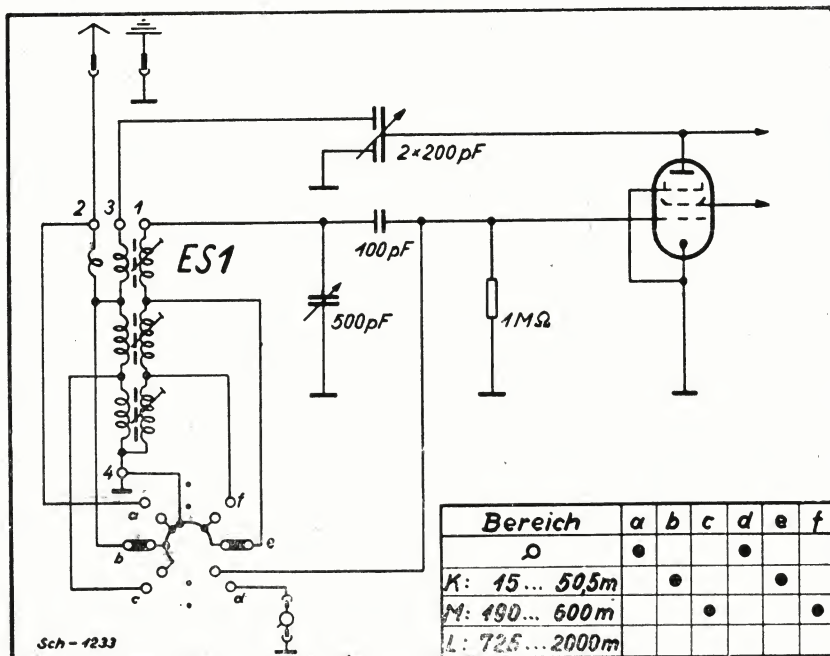 2×200pF
2 3 1
ES1
100pF
500pF
1MΩ
4
a f
b e
c d
Bereich a b c d e f
K: 15... 50,5m
M: 190... 600m
L: 725...2000m
Sch-1233